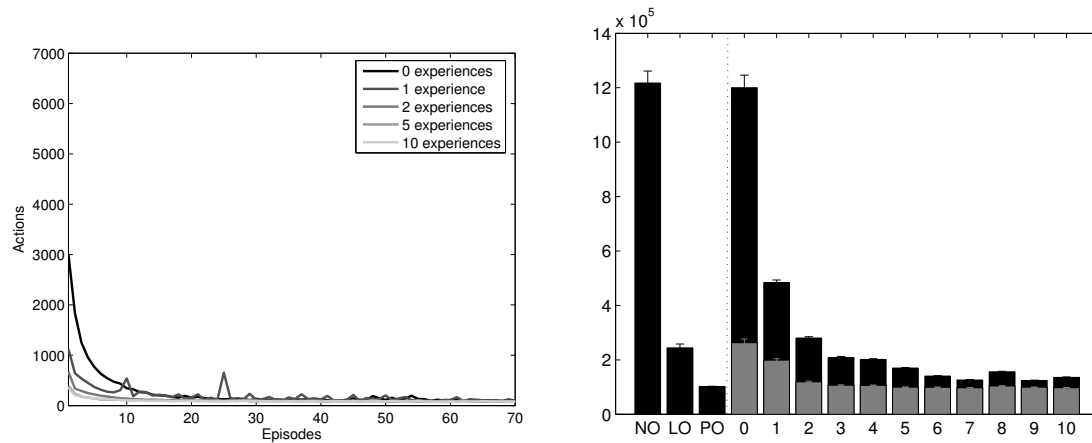 7000
6000
5000
4000
3000
2000
1000
0
Actions
10 20 30 40 50 60 70
Episodes
0 experiences
1 experience
2 experiences
5 experiences
10 experiences
x 10^5
14
12
10
8
6
4
2
0
NO LO PO 0 1 2 3 4 5 6 7 8 9 10